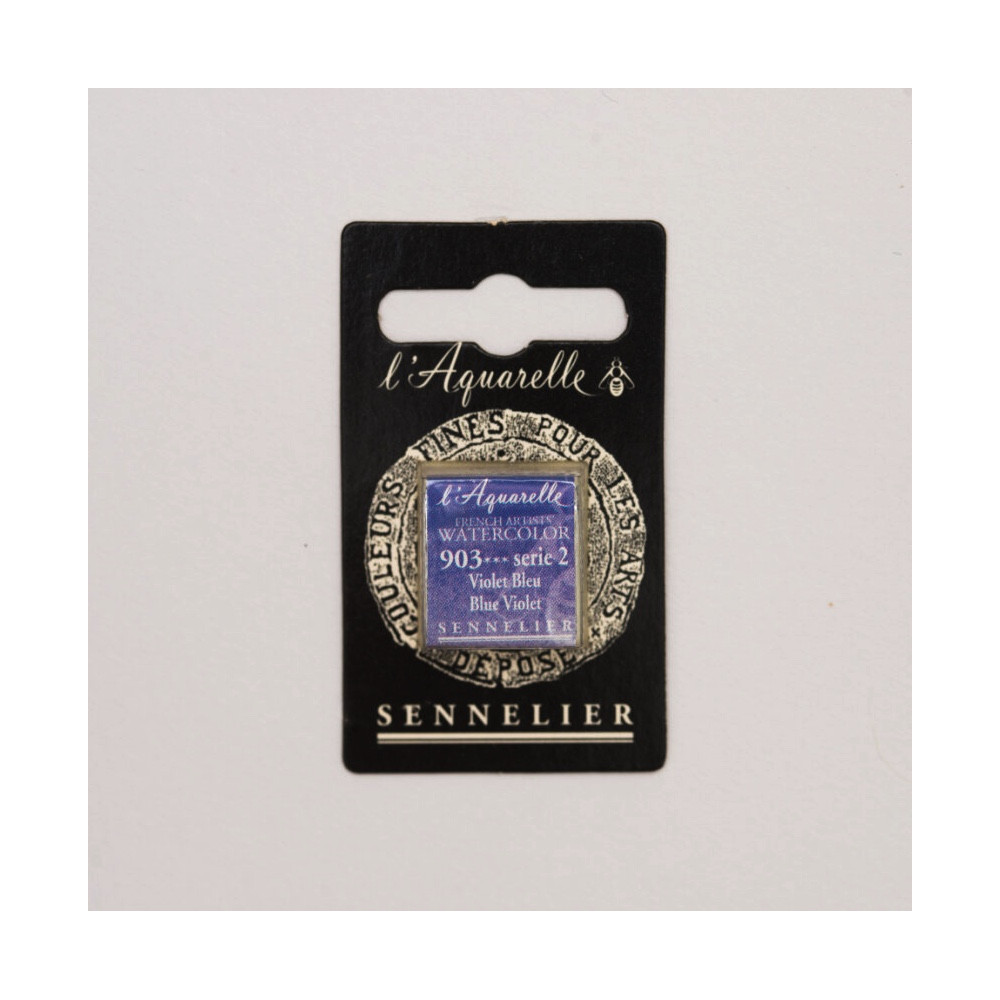 l'Aquarelle
COULEURS FINES POUR LES ARTS
DÉPOSÉ
l'Aquarelle
FRENCH ARTISTS'
WATERCOLOR
903*** serie 2
Violet Bleu
Blue Violet
SENNELIER
SENNELIER